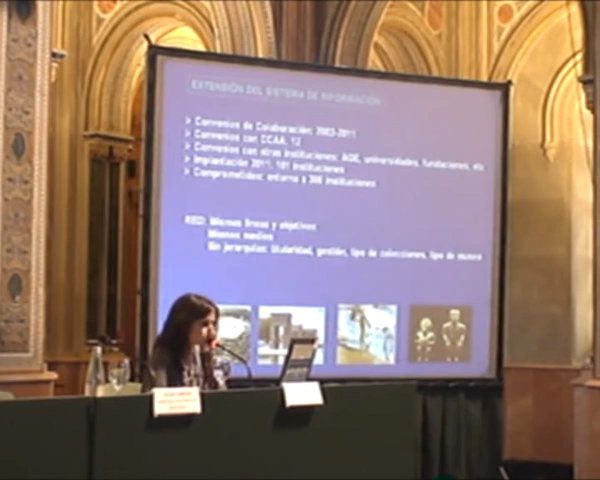 EXTENSIÓN DEL SISTEMA DE INFORMACIÓN
> Convenios de Colaboración: 2003-2011
> Convenios con CCAA, 12
> Convenios con otras instituciones: AGE, universidades, fundaciones, etc
> Implantación 2011: 181 instituciones
> Comprometidos: entorno a 300 instituciones
RED: Mismas líneas y objetivos
Mismos medios
Sin jerarquías: titularidad, gestión, tipo de colecciones, tipo de museo